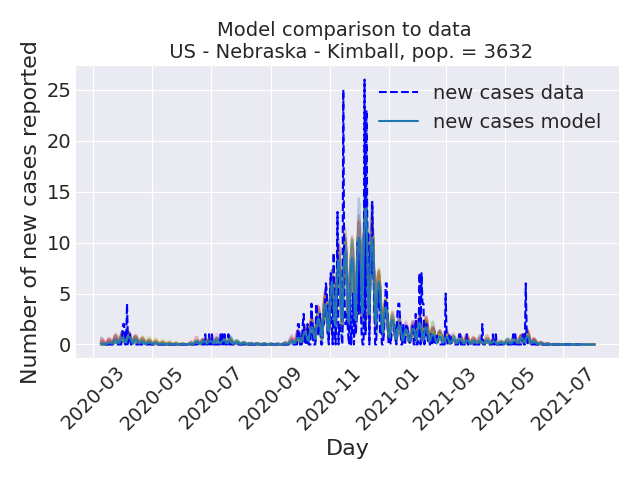 Model comparison to data
US - Nebraska - Kimball, pop. = 3632
Number of new cases reported
25
20
15
10
5
0
new cases data
new cases model
2020-03
2020-05
2020-07
2020-09
2020-11
2021-01
2021-03
2021-05
2021-07
Day